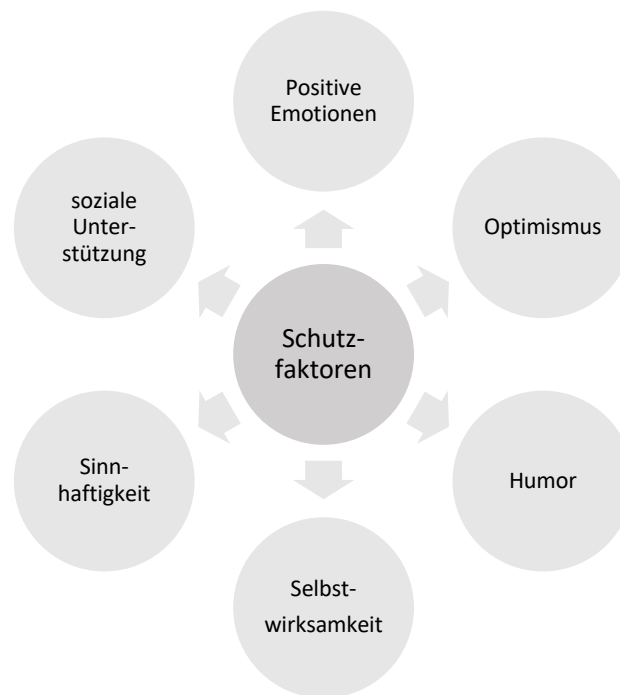 Positive
Emotionen
soziale
Unter-
stützung
Optimismus
Schutz-
faktoren
Sinn-
haftigkeit
Humor
Selbst-
wirksamkeit